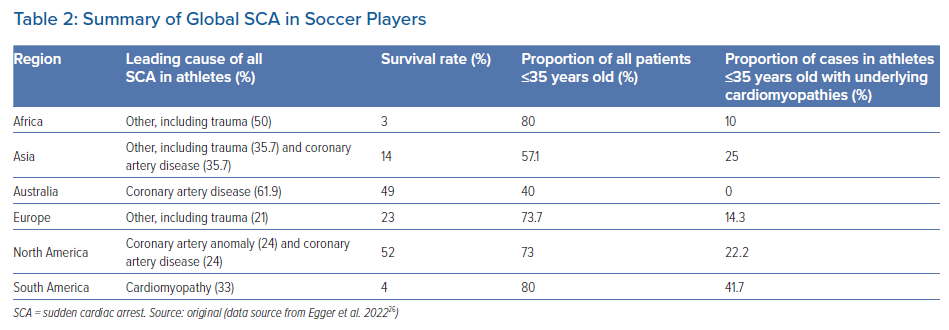 Table 2: Summary of Global SCA in Soccer Players
Region Leading cause of all SCA in athletes (%) Survival rate (%) Proportion of all patients ≤35 years old (%) Proportion of cases in athletes ≤35 years old with underlying cardiomyopathies (%)
Africa Other, including trauma (50) 3 80 10
Asia Other, including trauma (35.7) and coronary artery disease (35.7) 14 57.1 25
Australia Coronary artery disease (61.9) 49 40 0
Europe Other, including trauma (21) 23 73.7 14.3
North America Coronary artery anomaly (24) and coronary artery disease (24) 52 73 22.2
South America Cardiomyopathy (33) 4 80 41.7
SCA = sudden cardiac arrest. Source: original (data source from Egger et al. 2022²⁶)